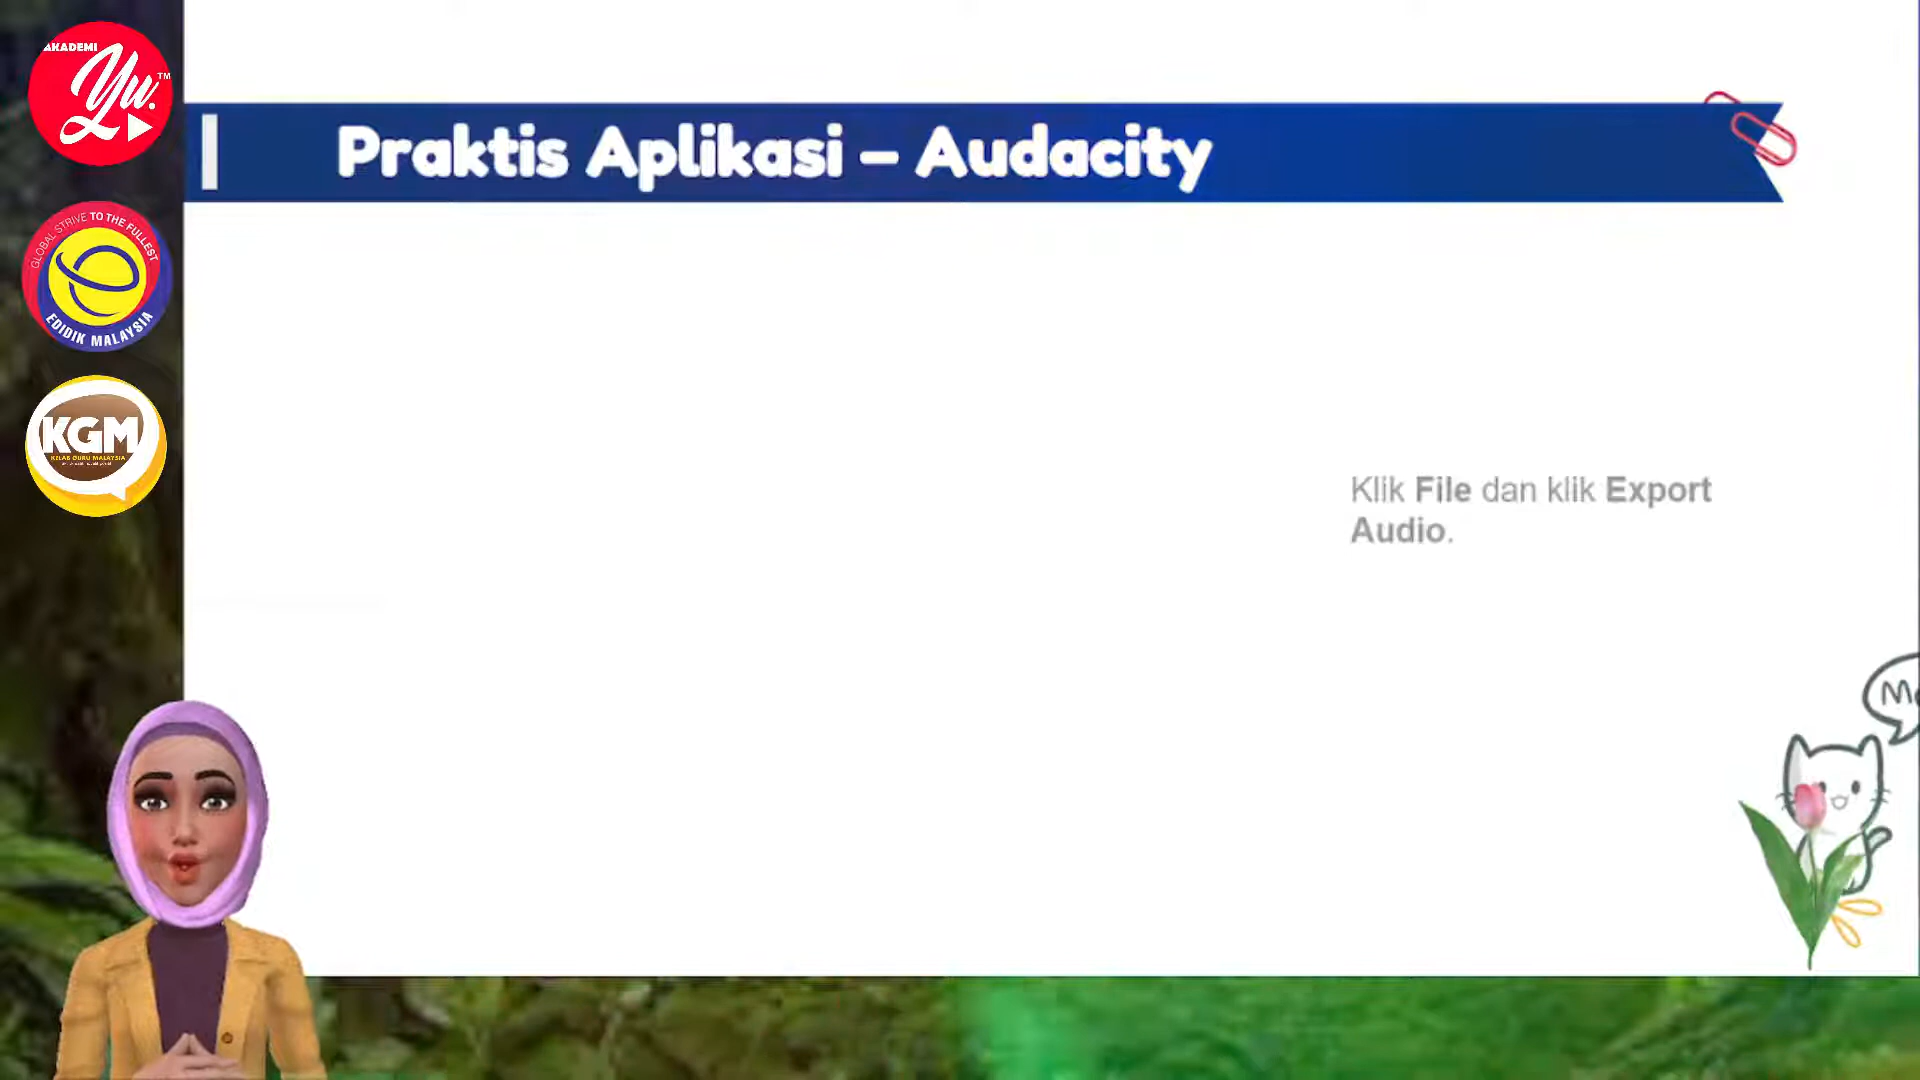 AKADEMI
Yu.
TM
GLOBAL STRIVE TO THE FULLEST
EDIDIK MALAYSIA
KGM
KELAB GURU MALAYSIA
Praktis Aplikasi – Audacity
Klik File dan klik Export
Audio.